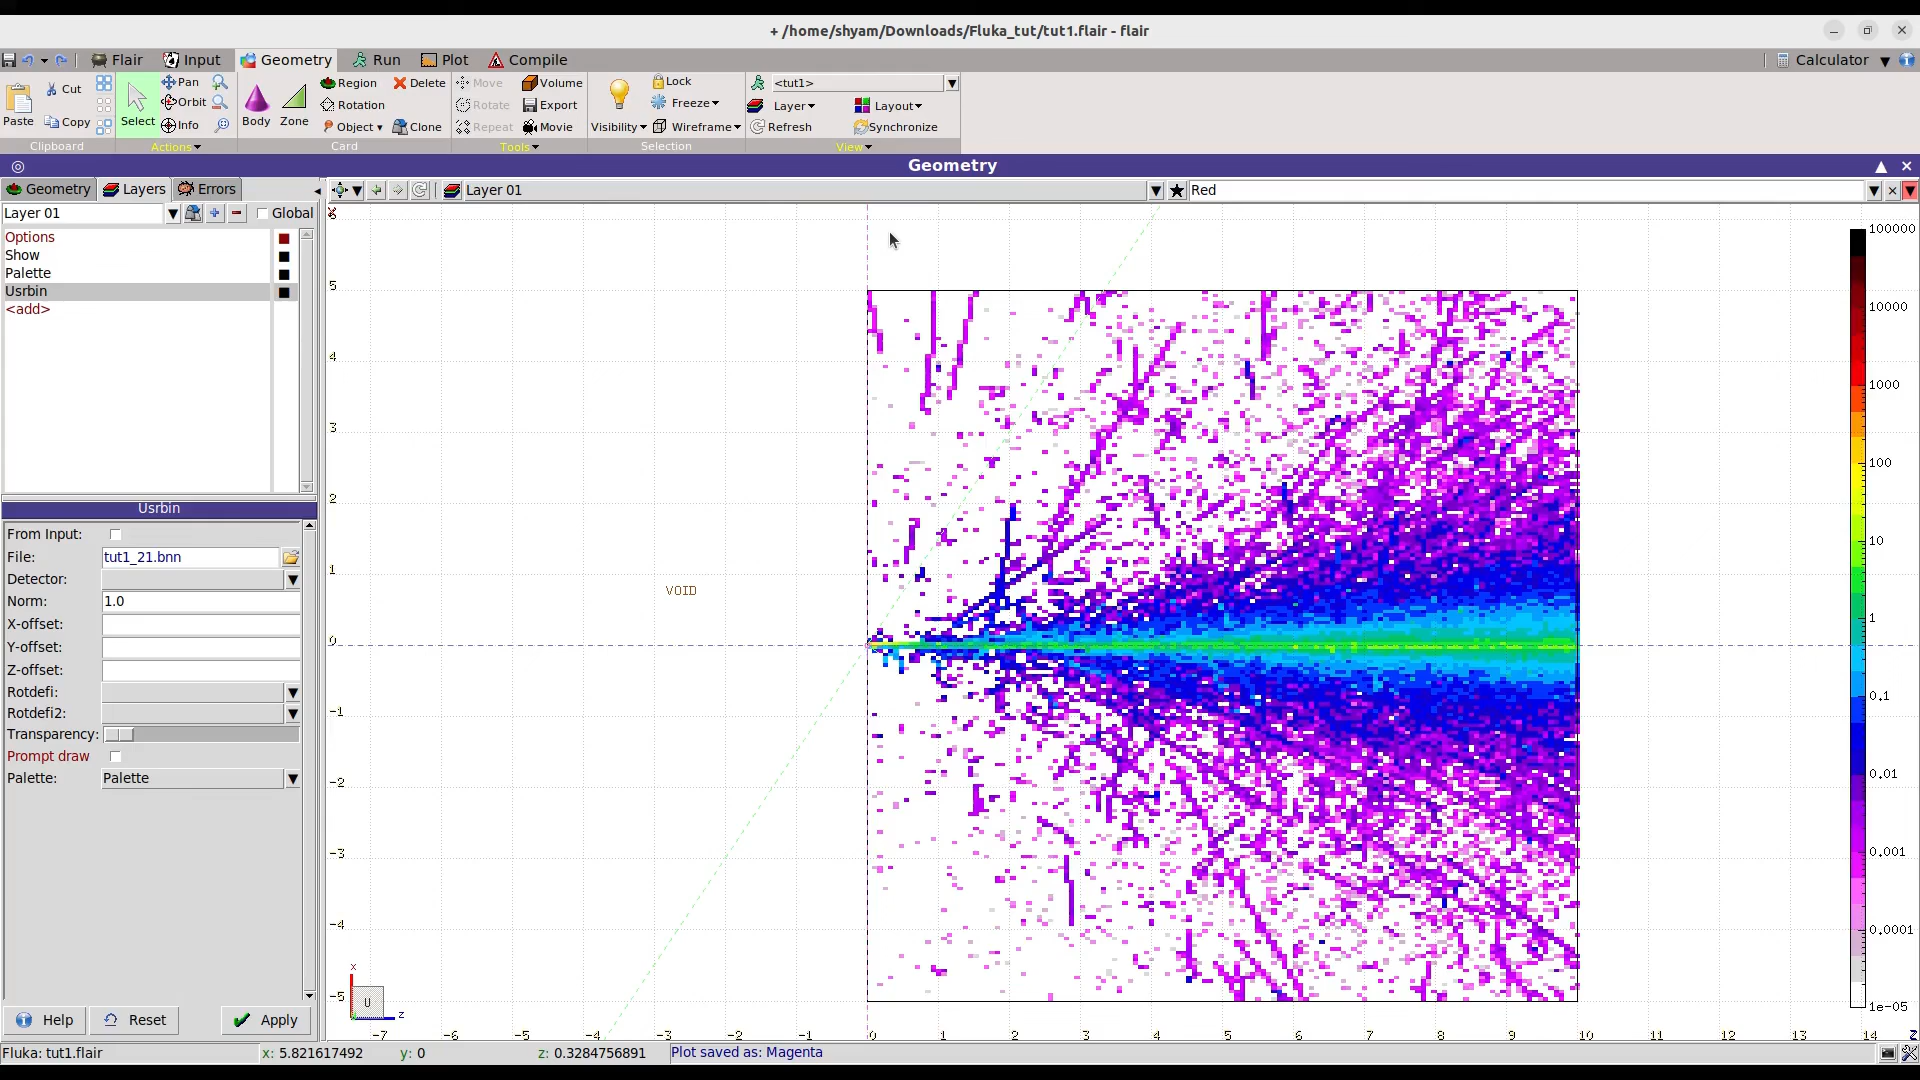 + /home/shyam/Downloads/Fluka_tut/tut1.flair - flair
Flair Input Geometry Run Plot Compile Calculator
Paste Cut Copy Clipboard
Select Pan Orbit Info Actions
Body Zone Region Rotation Object Delete Clone Card
Move Rotate Repeat Volume Export Movie Tools
Visibility Lock Freeze Wireframe Selection
<tut1> Layer Refresh Layout Synchronize View
Geometry
Geometry Layers Errors
Layer 01 Red
Layer 01 Global
Options
Show
Palette
Usrbin
<add>
Usrbin
From Input:
File: tut1_21.bnn
Detector:
Norm: 1.0
X-offset:
Y-offset:
Z-offset:
Rotdefi:
Rotdefi2:
Transparency:
Prompt draw
Palette: Palette
Help Reset Apply
5
4
3
2
1
0
-1
-2
-3
-4
-5
VOID
x
U
z
-7 -6 -5 -4 -3 -2 -1 0 1 2 3 4 5 6 7 8 9 10 11 12 13 14 z
100000
10000
1000
100
10
1
0.1
0.01
0.001
0.0001
1e-05
Fluka: tut1.flair x: 5.821617492 y: 0 z: 0.3284756891 Plot saved as: Magenta